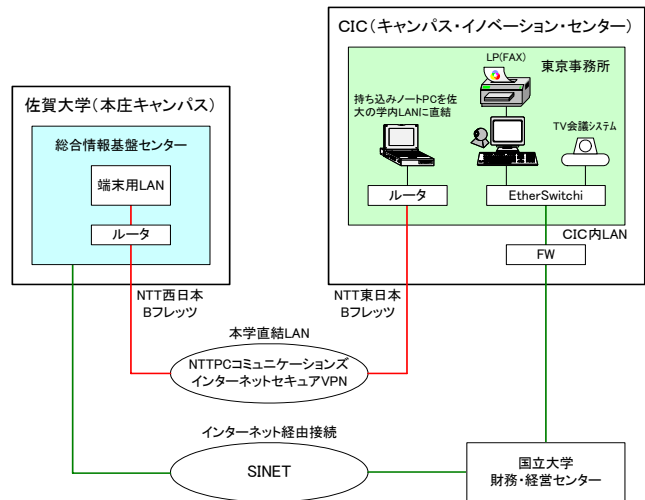 CIC(キャンパス・イノベーション・センター)
LP(FAX)
東京事務所
持ち込みノートPCを佐
大の学内LANに直結
TV会議システム
ルータ
EtherSwitchi
CIC内LAN
FW
佐賀大学(本庄キャンパス)
総合情報基盤センター
端末用LAN
ルータ
NTT西日本
Bフレッツ
NTT東日本
Bフレッツ
本学直結LAN
NTTPCコミュニケーションズ
インターネットセキュアVPN
インターネット経由接続
SINET
国立大学
財務・経営センター